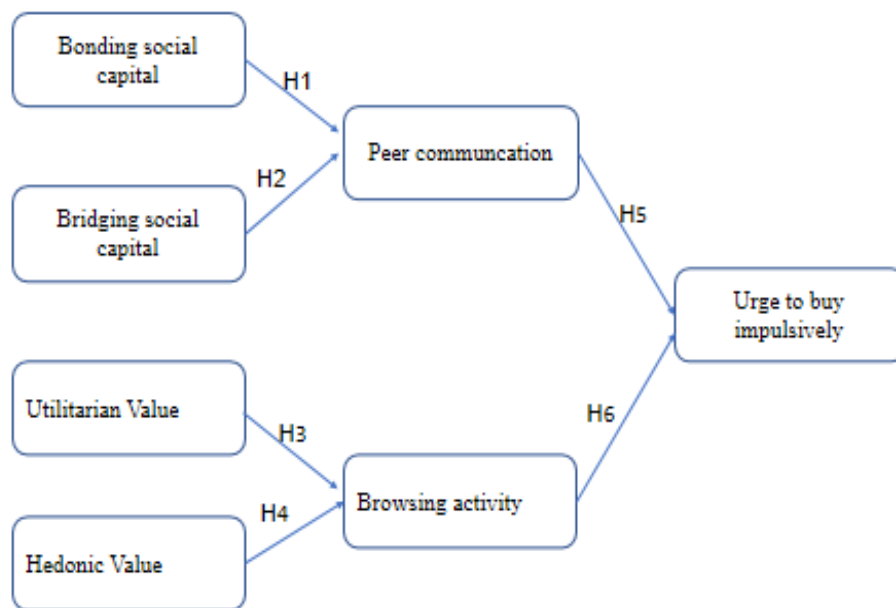 Bonding social
capital
H1
Peer communcation
H2
Bridging social
capital
H5
Urge to buy
impulsively
Utilitarian Value
H3
H6
Browsing activity
H4
Hedonic Value